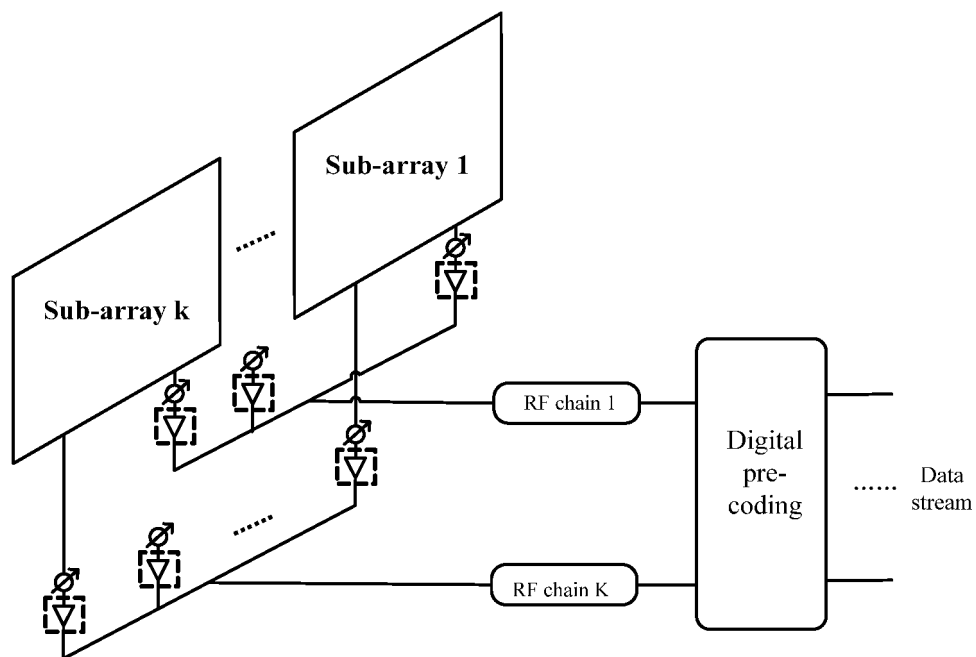 Sub-array 1
Sub-array k
RF chain 1
Digital
pre-
coding
Data
stream
RF chain K